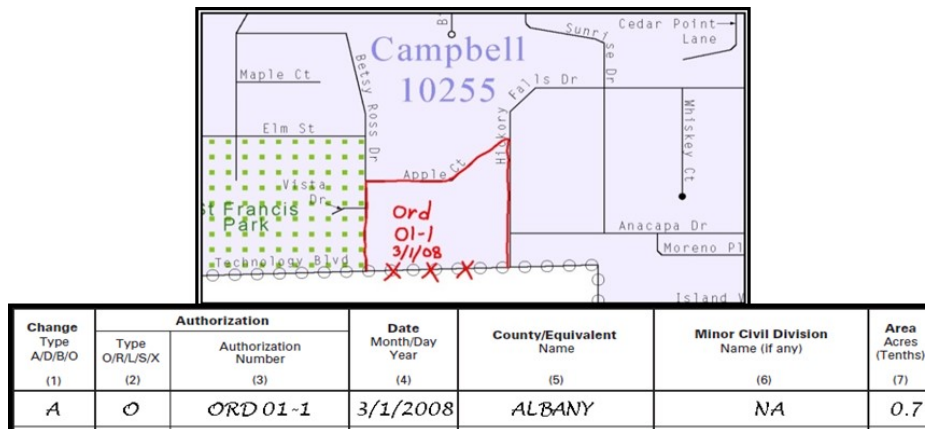 B
Cedar Point
Lane
Sunrise Dr
Campbell
10255
Betsy Ross Dr
Maple Ct
Hickory Falls Dr
Whiskey Ct
Elm St
Apple Ct
Vista
Dr
St Francis
Park
Ord
01-1
3/1/08
Anacapa Dr
Moreno Pl
Technology Blvd
Island V
Change
Type
A/D/B/O
(1)
Authorization
Type
O/R/L/S/X
(2)
Authorization
Number
(3)
Date
Month/Day
Year
(4)
County/Equivalent
Name
(5)
Minor Civil Division
Name (if any)
(6)
Area
Acres
(Tenths)
(7)
A O ORD 01-1 3/1/2008 ALBANY NA 0.7